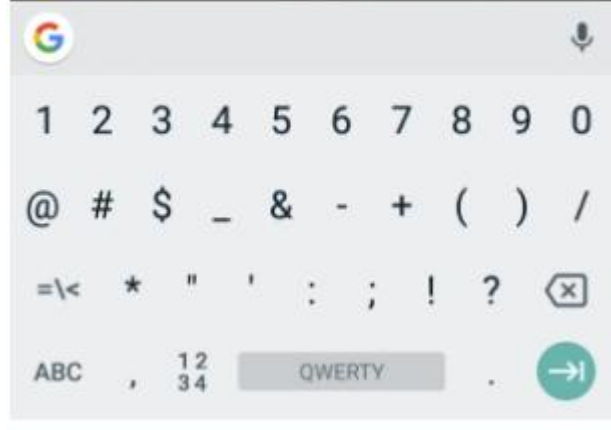 G
1 2 3 4 5 6 7 8 9 0
@ # $ _ & - + ( ) /
=\< * " ' : ; ! ?
ABC , 12 34 QWERTY .